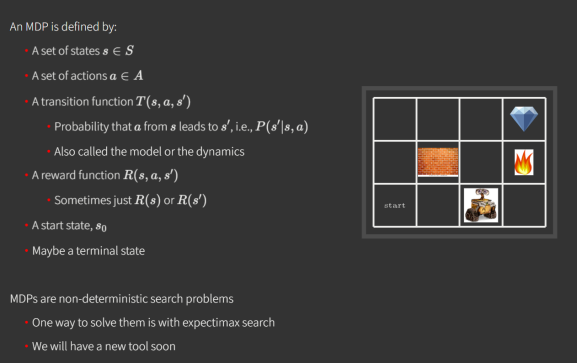 An MDP is defined by:
• A set of states s ∈ S
• A set of actions a ∈ A
• A transition function T(s, a, s′)
• Probability that a from s leads to s′, i.e., P(s′|s, a)
• Also called the model or the dynamics
• A reward function R(s, a, s′)
• Sometimes just R(s) or R(s′)
• A start state, s₀
• Maybe a terminal state
start
MDPs are non-deterministic search problems
• One way to solve them is with expectimax search
• We will have a new tool soon